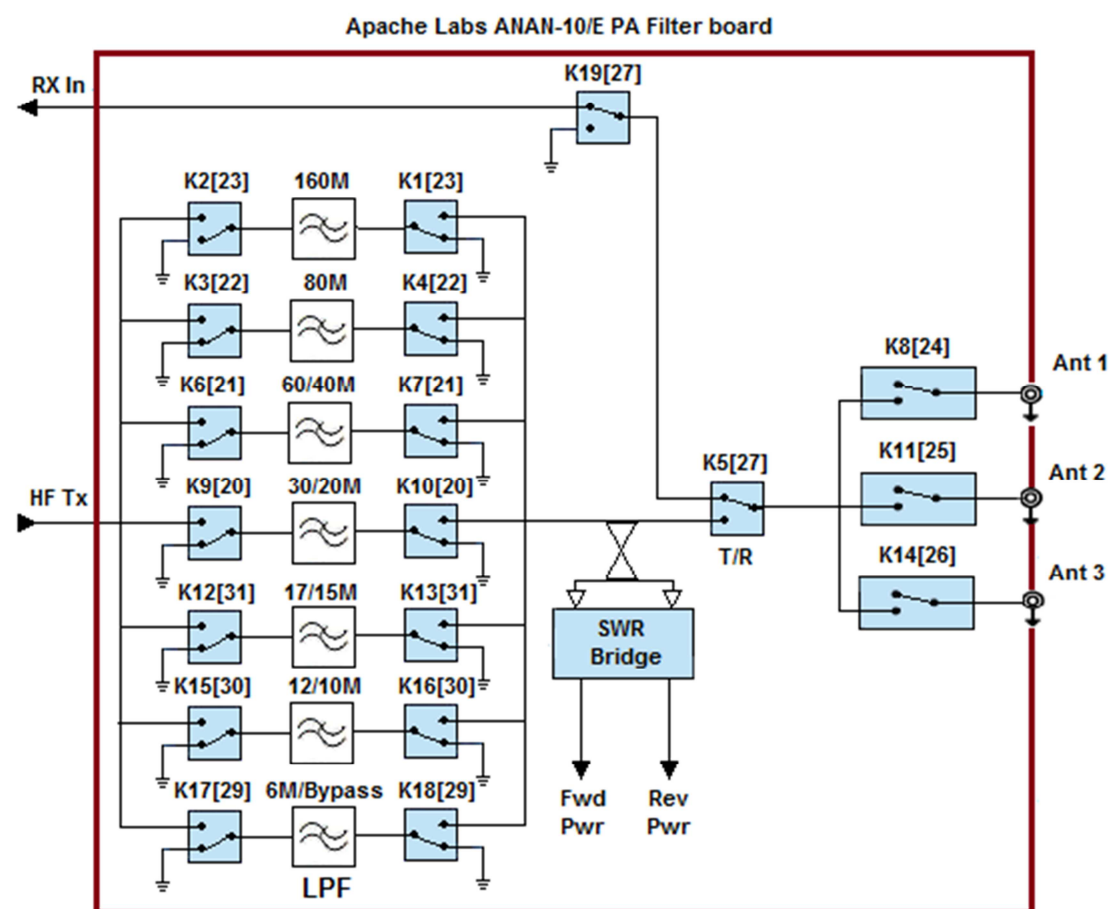 Apache Labs ANAN-10/E PA Filter board
RX In
K19[27]
K2[23] 160M K1[23]
K3[22] 80M K4[22]
K6[21] 60/40M K7[21]
K9[20] 30/20M K10[20]
K12[31] 17/15M K13[31]
K15[30] 12/10M K16[30]
K17[29] 6M/Bypass K18[29]
LPF
HF Tx
K5[27]
T/R
SWR
Bridge
Fwd
Pwr
Rev
Pwr
K8[24]
Ant 1
K11[25]
Ant 2
K14[26]
Ant 3